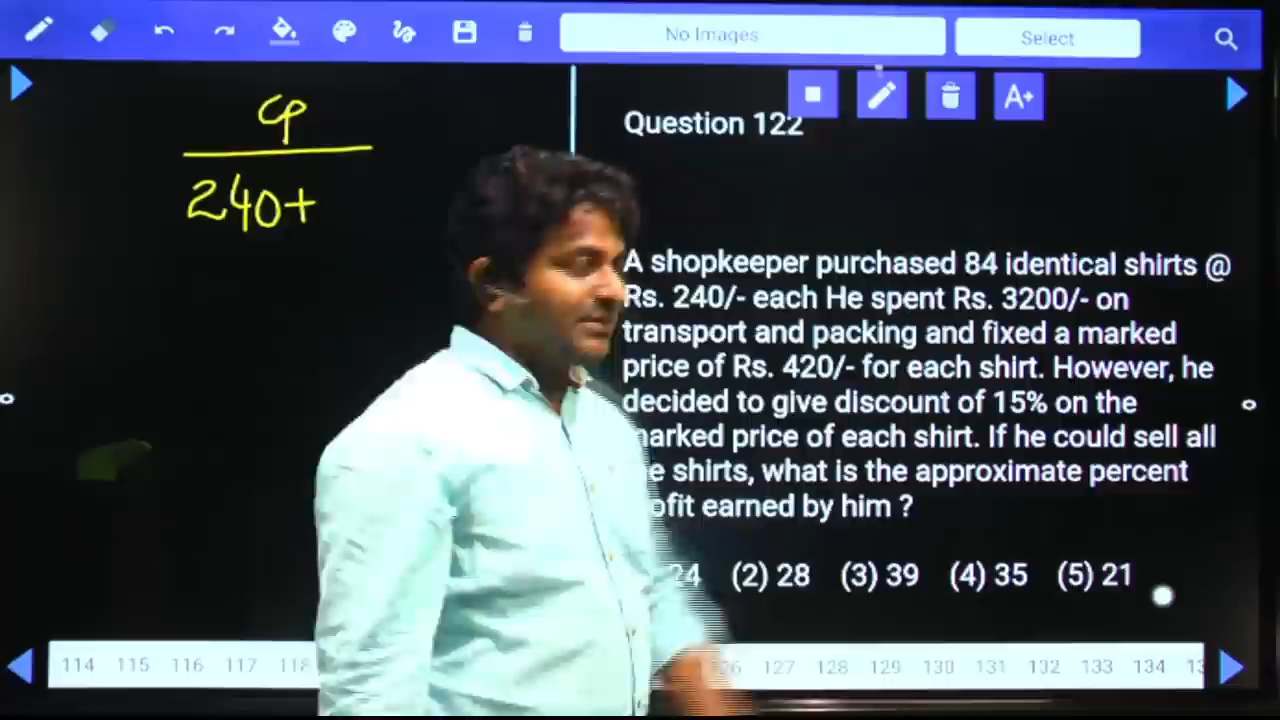 No Images
Select
A+
CP
240+
Question 122
A shopkeeper purchased 84 identical shirts @
Rs. 240/- each He spent Rs. 3200/- on
transport and packing and fixed a marked
price of Rs. 420/- for each shirt. However, he
decided to give discount of 15% on the
arked price of each shirt. If he could sell all
e shirts, what is the approximate percent
ofit earned by him ?
24 (2) 28 (3) 39 (4) 35 (5) 21
114 115 116 117 118 26 127 128 129 130 131 132 133 134 13